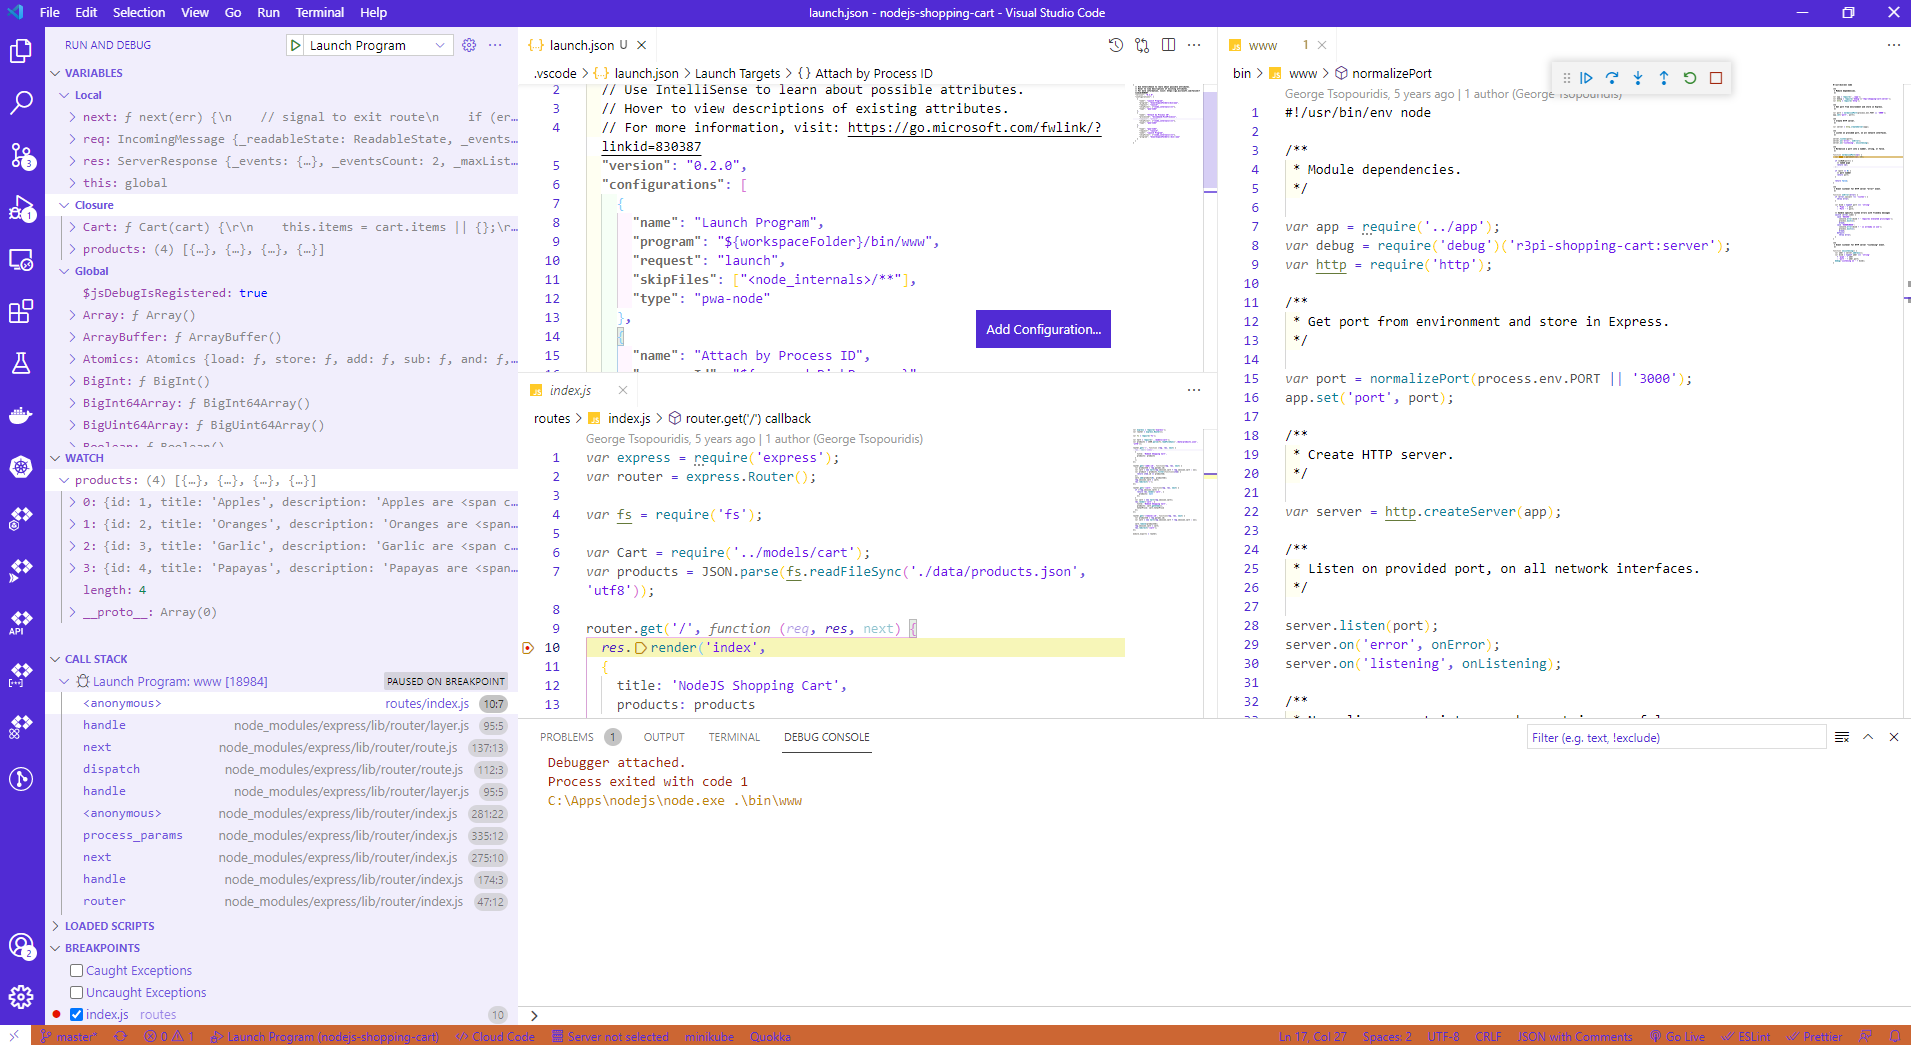 File Edit Selection View Go Run Terminal Help
launch.json - nodejs-shopping-cart - Visual Studio Code
RUN AND DEBUG
Launch Program
VARIABLES
Local
next: ƒ next(err) {\n    // signal to exit route\n    if (er…
req: IncomingMessage {_readableState: ReadableState, _events…
res: ServerResponse {_events: {…}, _eventsCount: 2, _maxList…
this: global
Closure
Cart: ƒ Cart(cart) {\r\n    this.items = cart.items || {};\r…
products: (4) [{…}, {…}, {…}, {…}]
Global
$jsDebugIsRegistered: true
Array: ƒ Array()
ArrayBuffer: ƒ ArrayBuffer()
Atomics: Atomics {load: ƒ, store: ƒ, add: ƒ, sub: ƒ, and: ƒ,…
BigInt: ƒ BigInt()
BigInt64Array: ƒ BigInt64Array()
BigUint64Array: ƒ BigUint64Array()
Boolean: ƒ Boolean()
WATCH
products: (4) [{…}, {…}, {…}, {…}]
0: {id: 1, title: 'Apples', description: 'Apples are <span c…
1: {id: 2, title: 'Oranges', description: 'Oranges are <span…
2: {id: 3, title: 'Garlic', description: 'Garlic are <span c…
3: {id: 4, title: 'Papayas', description: 'Papayas are <span…
length: 4
__proto__: Array(0)
CALL STACK
Launch Program: www [18984] PAUSED ON BREAKPOINT
<anonymous> routes/index.js 10:7
handle node_modules/express/lib/router/layer.js 95:5
next node_modules/express/lib/router/route.js 137:13
dispatch node_modules/express/lib/router/route.js 112:3
handle node_modules/express/lib/router/layer.js 95:5
<anonymous> node_modules/express/lib/router/index.js 281:22
process_params node_modules/express/lib/router/index.js 335:12
next node_modules/express/lib/router/index.js 275:10
handle node_modules/express/lib/router/index.js 174:3
router node_modules/express/lib/router/index.js 47:12
LOADED SCRIPTS
BREAKPOINTS
Caught Exceptions
Uncaught Exceptions
index.js routes 10
3
1
API
2
launch.json U
.vscode > launch.json > Launch Targets > {} Attach by Process ID
2 // Use IntelliSense to learn about possible attributes.
3 // Hover to view descriptions of existing attributes.
4 // For more information, visit: https://go.microsoft.com/fwlink/?
linkid=830387
5 "version": "0.2.0",
6 "configurations": [
7 {
8 "name": "Launch Program",
9 "program": "${workspaceFolder}/bin/www",
10 "request": "launch",
11 "skipFiles": ["<node_internals>/**"],
12 "type": "pwa-node"
13 },
14 {
15 "name": "Attach by Process ID",
Add Configuration...
index.js
routes > index.js > router.get('/') callback
George Tsopouridis, 5 years ago | 1 author (George Tsopouridis)
1 var express = require('express');
2 var router = express.Router();
3
4 var fs = require('fs');
5
6 var Cart = require('../models/cart');
7 var products = JSON.parse(fs.readFileSync('./data/products.json',
'utf8'));
8
9 router.get('/', function (req, res, next) {
10 res.render('index',
11 {
12 title: 'NodeJS Shopping Cart',
13 products: products
www 1
bin > www > normalizePort
George Tsopouridis, 5 years ago | 1 author (George Tsopouridis)
1 #!/usr/bin/env node
2
3 /**
4 * Module dependencies.
5 */
6
7 var app = require('../app');
8 var debug = require('debug')('r3pi-shopping-cart:server');
9 var http = require('http');
10
11 /**
12 * Get port from environment and store in Express.
13 */
14
15 var port = normalizePort(process.env.PORT || '3000');
16 app.set('port', port);
17
18 /**
19 * Create HTTP server.
20 */
21
22 var server = http.createServer(app);
23
24 /**
25 * Listen on provided port, on all network interfaces.
26 */
27
28 server.listen(port);
29 server.on('error', onError);
30 server.on('listening', onListening);
31
32 /**
PROBLEMS 1 OUTPUT TERMINAL DEBUG CONSOLE
Filter (e.g. text, !exclude)
Debugger attached.
Process exited with code 1
C:\Apps\nodejs\node.exe .\bin\www
master* 0 1 Launch Program (nodejs-shopping-cart) Cloud Code Server not selected minikube Quokka
Ln 17, Col 27 Spaces: 2 UTF-8 CRLF JSON with Comments Go Live ESLint Prettier